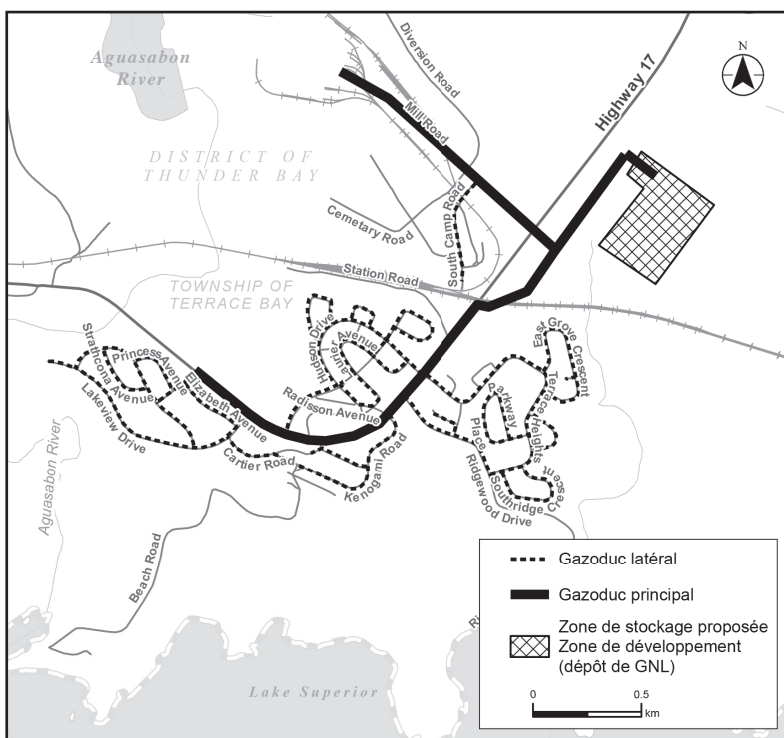 Aguasabon
River
Diversion Road
Highway 17
N
Mill Road
DISTRICT OF
THUNDER BAY
Cemetary Road
South Camp Road
Station Road
TOWNSHIP OF
TERRACE BAY
Hudson Drive
Laurier Avenue
East Grove Crescent
Princess Avenue
Strathcona Avenue
Elizabeth Avenue
Lakeview Drive
Radisson Avenue
Parkway
Terrace Heights
Place
Cartier Road
Kenogami Road
Southridge Crescent
Ridgewood Drive
Aguasabon River
Beach Road
Lake Superior
Gazoduc latéral
Gazoduc principal
Zone de stockage proposée
Zone de développement
(dépôt de GNL)
0 0.5
km